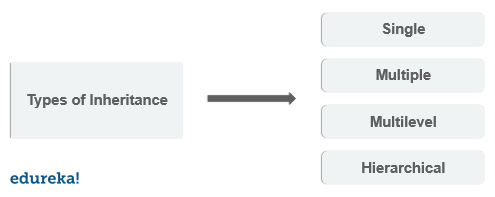 Types of Inheritance
Single
Multiple
Multilevel
Hierarchical
edureka!